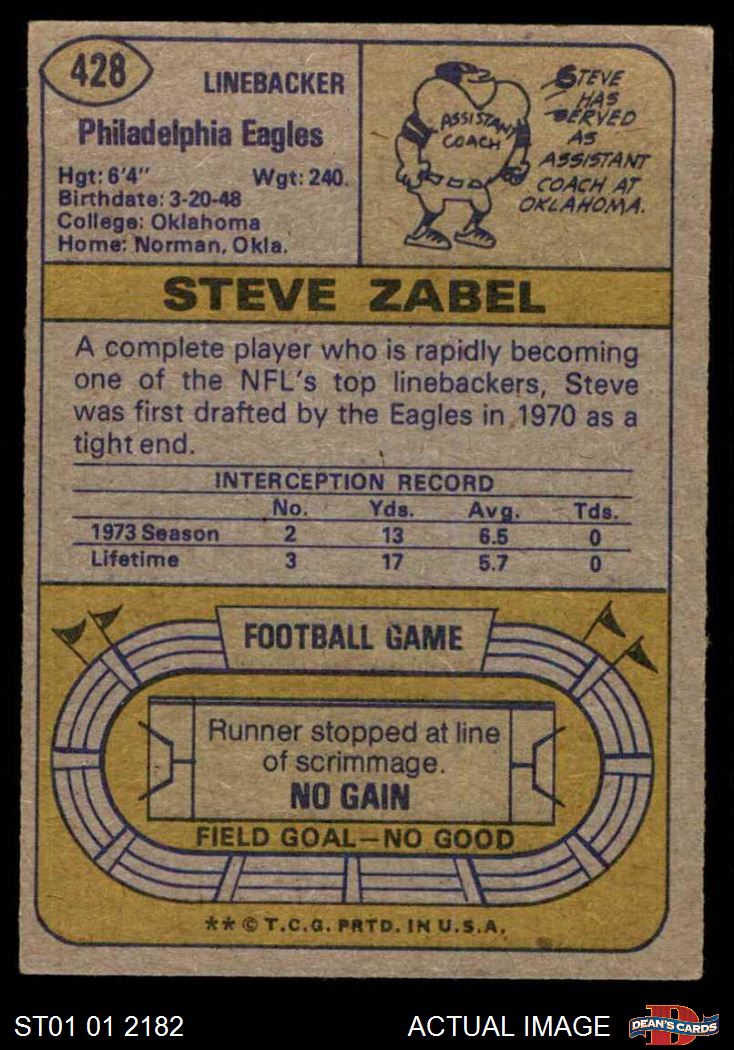 428
LINEBACKER
Philadelphia Eagles
Hgt: 6'4" Wgt: 240.
Birthdate: 3-20-48
College: Oklahoma
Home: Norman, Okla.
ASSISTANT
COACH
STEVE
HAS
SERVED
AS
ASSISTANT
COACH AT
OKLAHOMA.
STEVE ZABEL
A complete player who is rapidly becoming
one of the NFL's top linebackers, Steve
was first drafted by the Eagles in 1970 as a
tight end.
INTERCEPTION RECORD
No. Yds. Avg. Tds.
1973 Season 2 13 6.5 0
Lifetime 3 17 5.7 0
FOOTBALL GAME
Runner stopped at line
of scrimmage.
NO GAIN
FIELD GOAL—NO GOOD
** © T.C.G. PRTD. IN U.S.A.
ST01 01 2182 ACTUAL IMAGE
D
DEAN'S CARDS